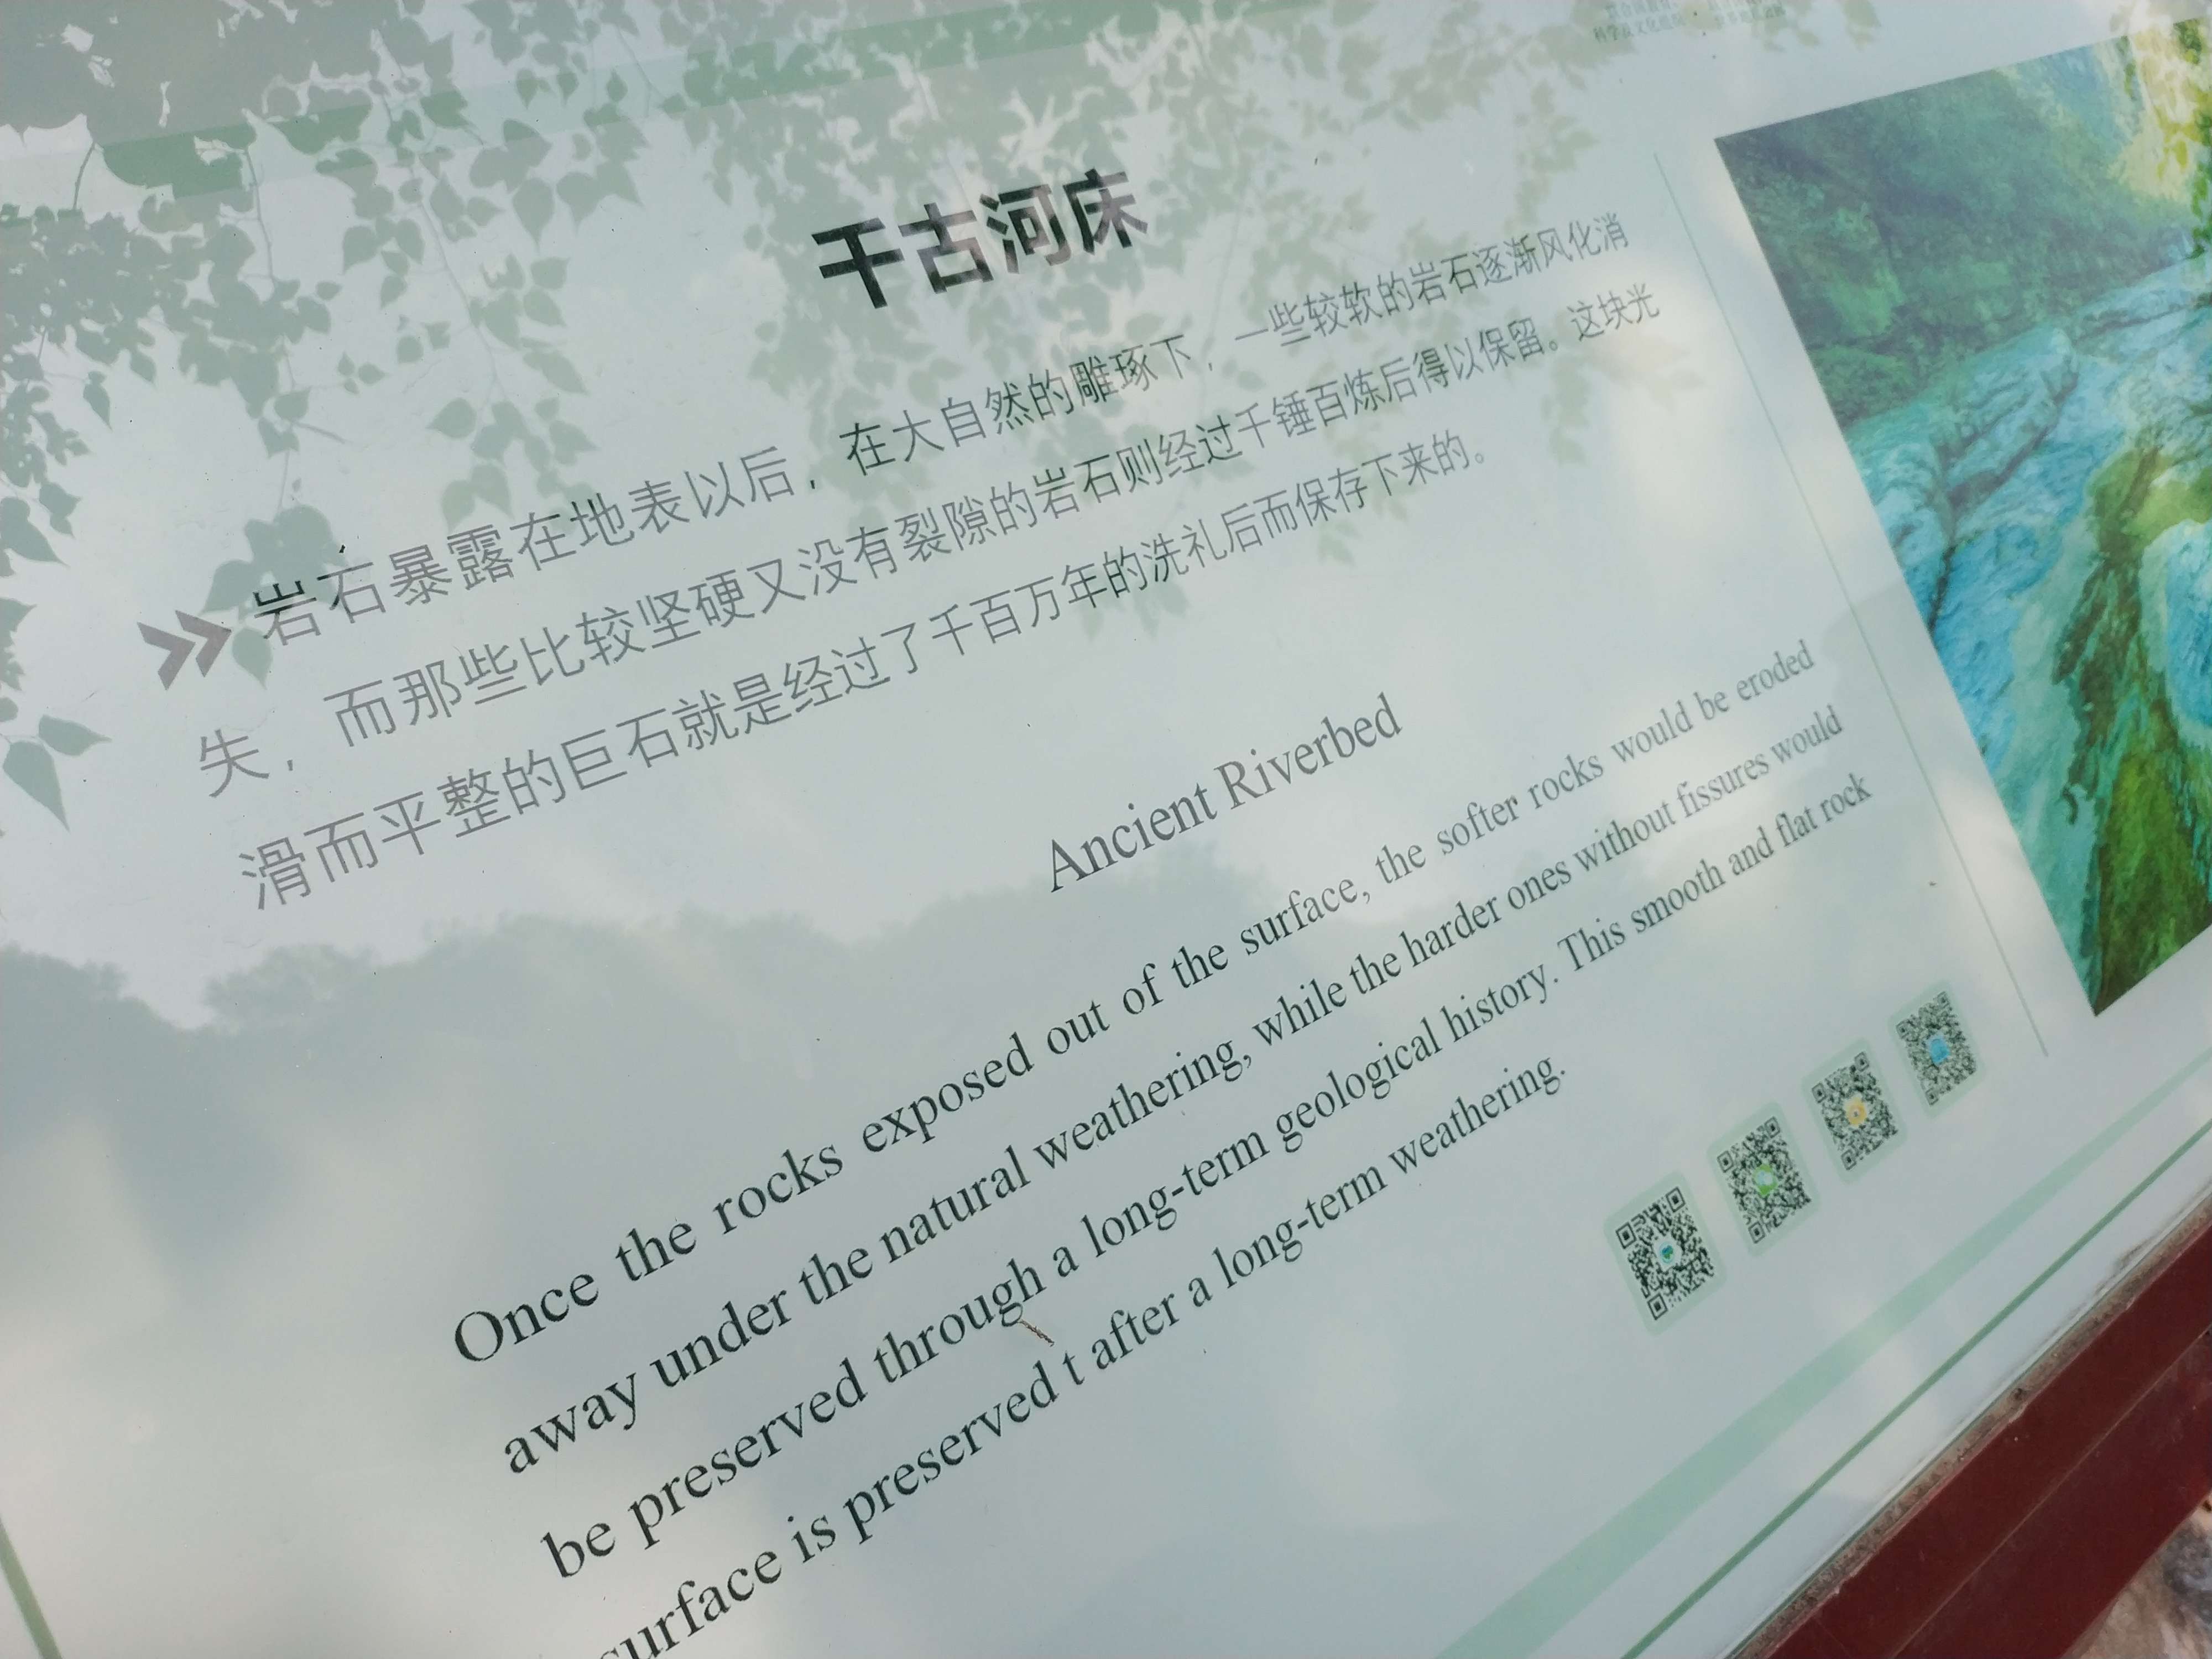 千古河床
岩石暴露在地表以后，在大自然的雕琢下，一些较软的岩石逐渐风化消
失，而那些比较坚硬又没有裂隙的岩石则经过千锤百炼后得以保留。这块光
滑而平整的巨石就是经过了千百万年的洗礼后而保存下来的。
Ancient Riverbed
Once the rocks exposed out of the surface, the softer rocks would be eroded
away under the natural weathering, while the harder ones without fissures would
be preserved through a long-term geological history. This smooth and flat rock
surface is preserved t after a long-term weathering.